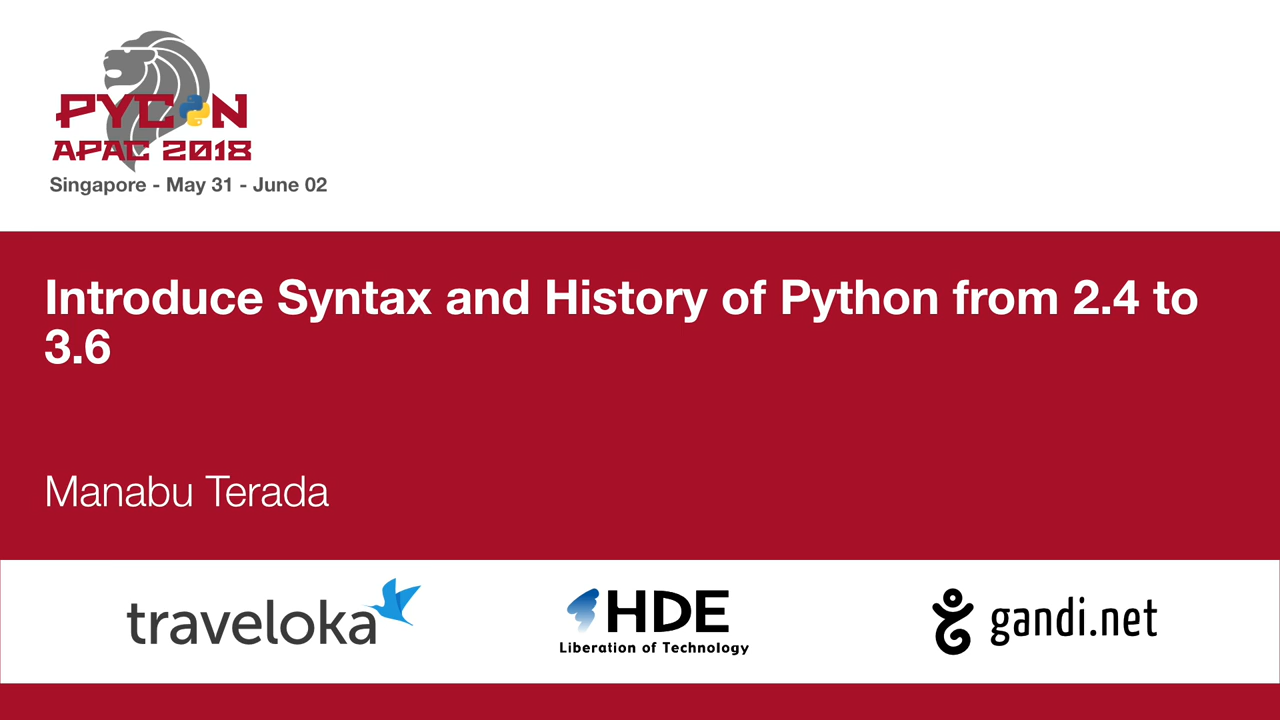 PYCON
APAC 2018
Singapore - May 31 - June 02
Introduce Syntax and History of Python from 2.4 to
3.6
Manabu Terada
traveloka
HDE
Liberation of Technology
gandi.net